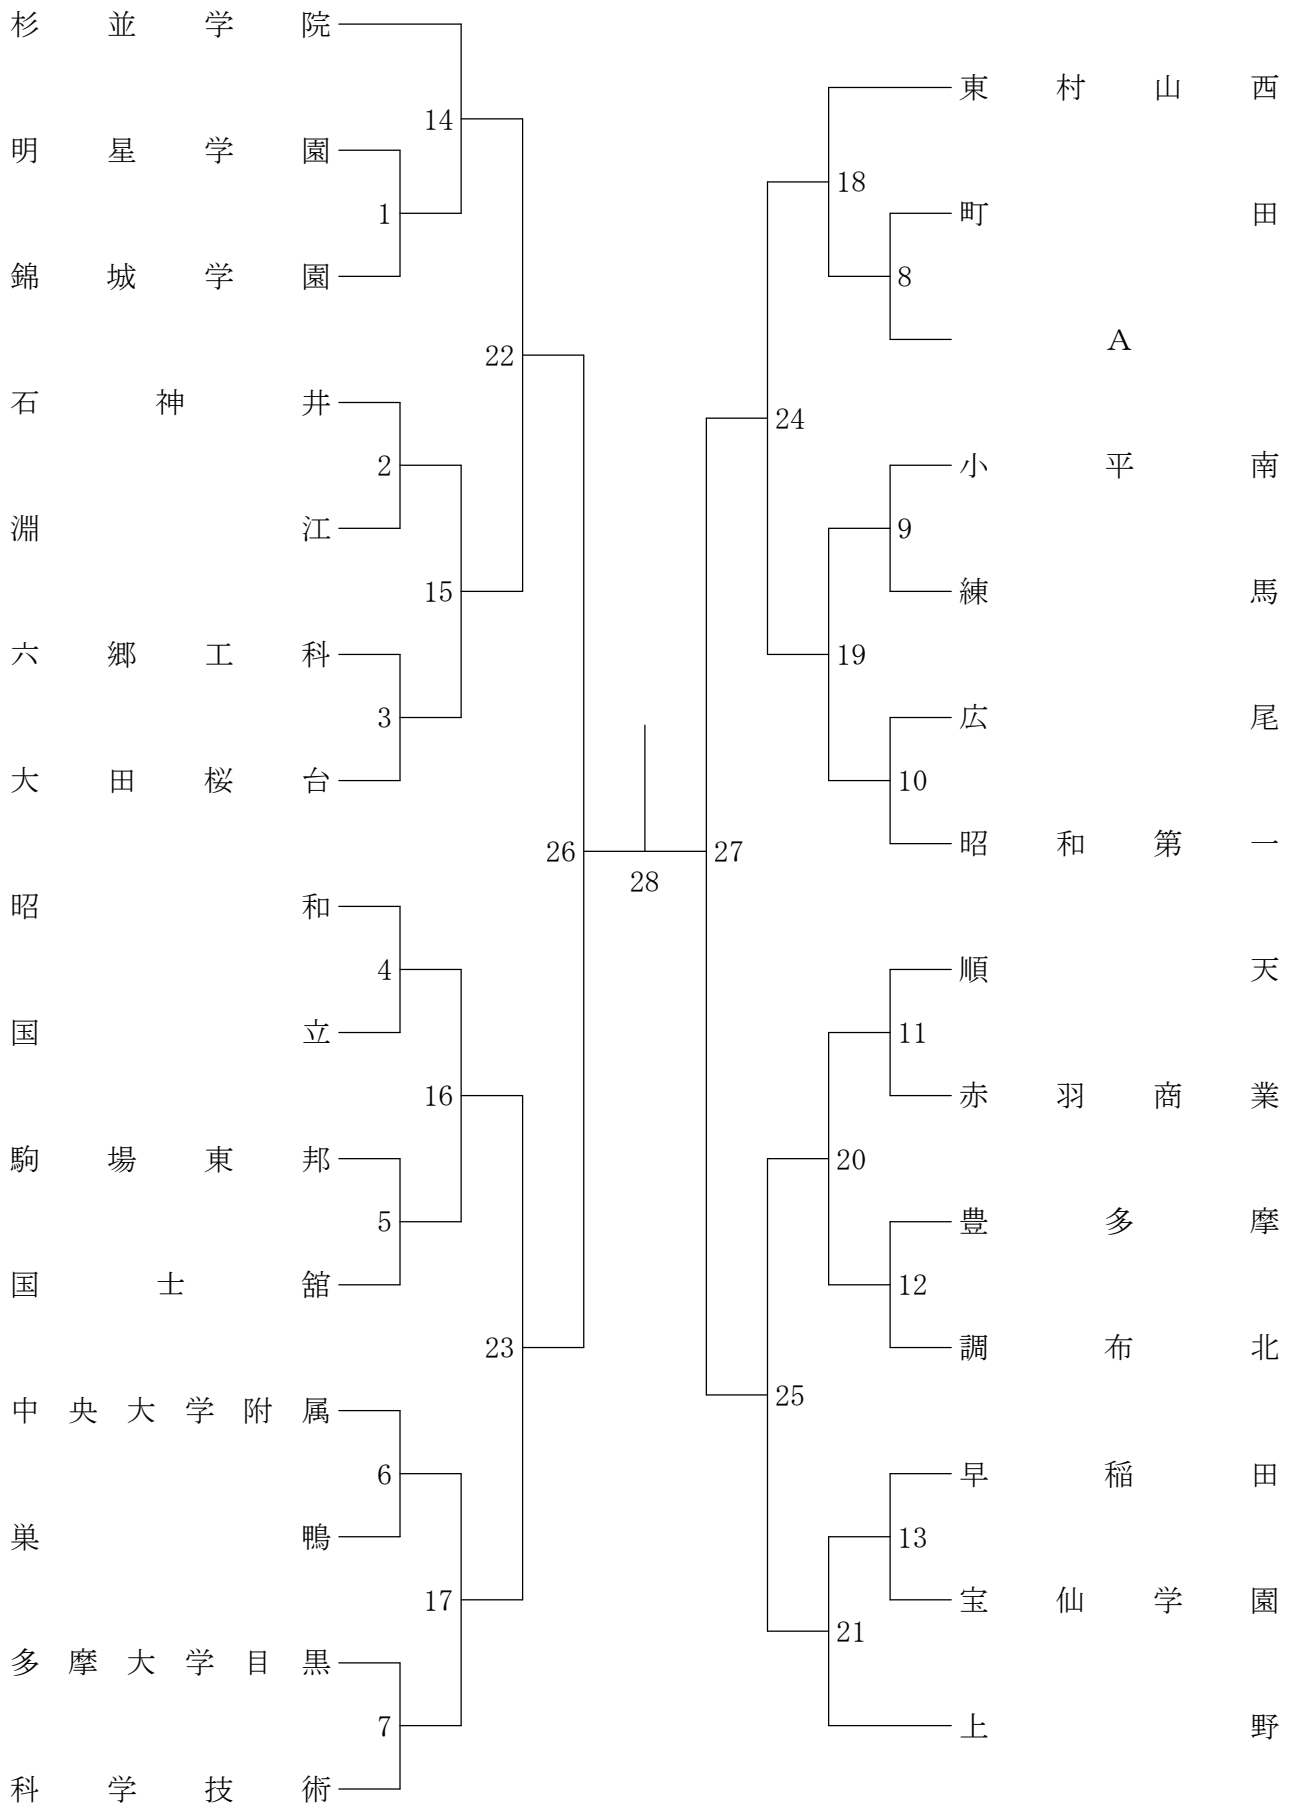 杉並学院
14
明星学園
1
錦城学園
22
石神井
2
淵江
15
六郷工科
3
大田桜台
26
昭和
4
国立
16
駒場東邦
5
国士舘
23
中央大学附属
6
巣鴨
17
多摩大学目黒
7
科学技術
28
東村山西
18
町田
8
A
24
小平南
9
練馬
19
広尾
10
昭和第一
27
順天
11
赤羽商業
20
豊多摩
12
調布北
25
早稲田
13
宝仙学園
21
上野